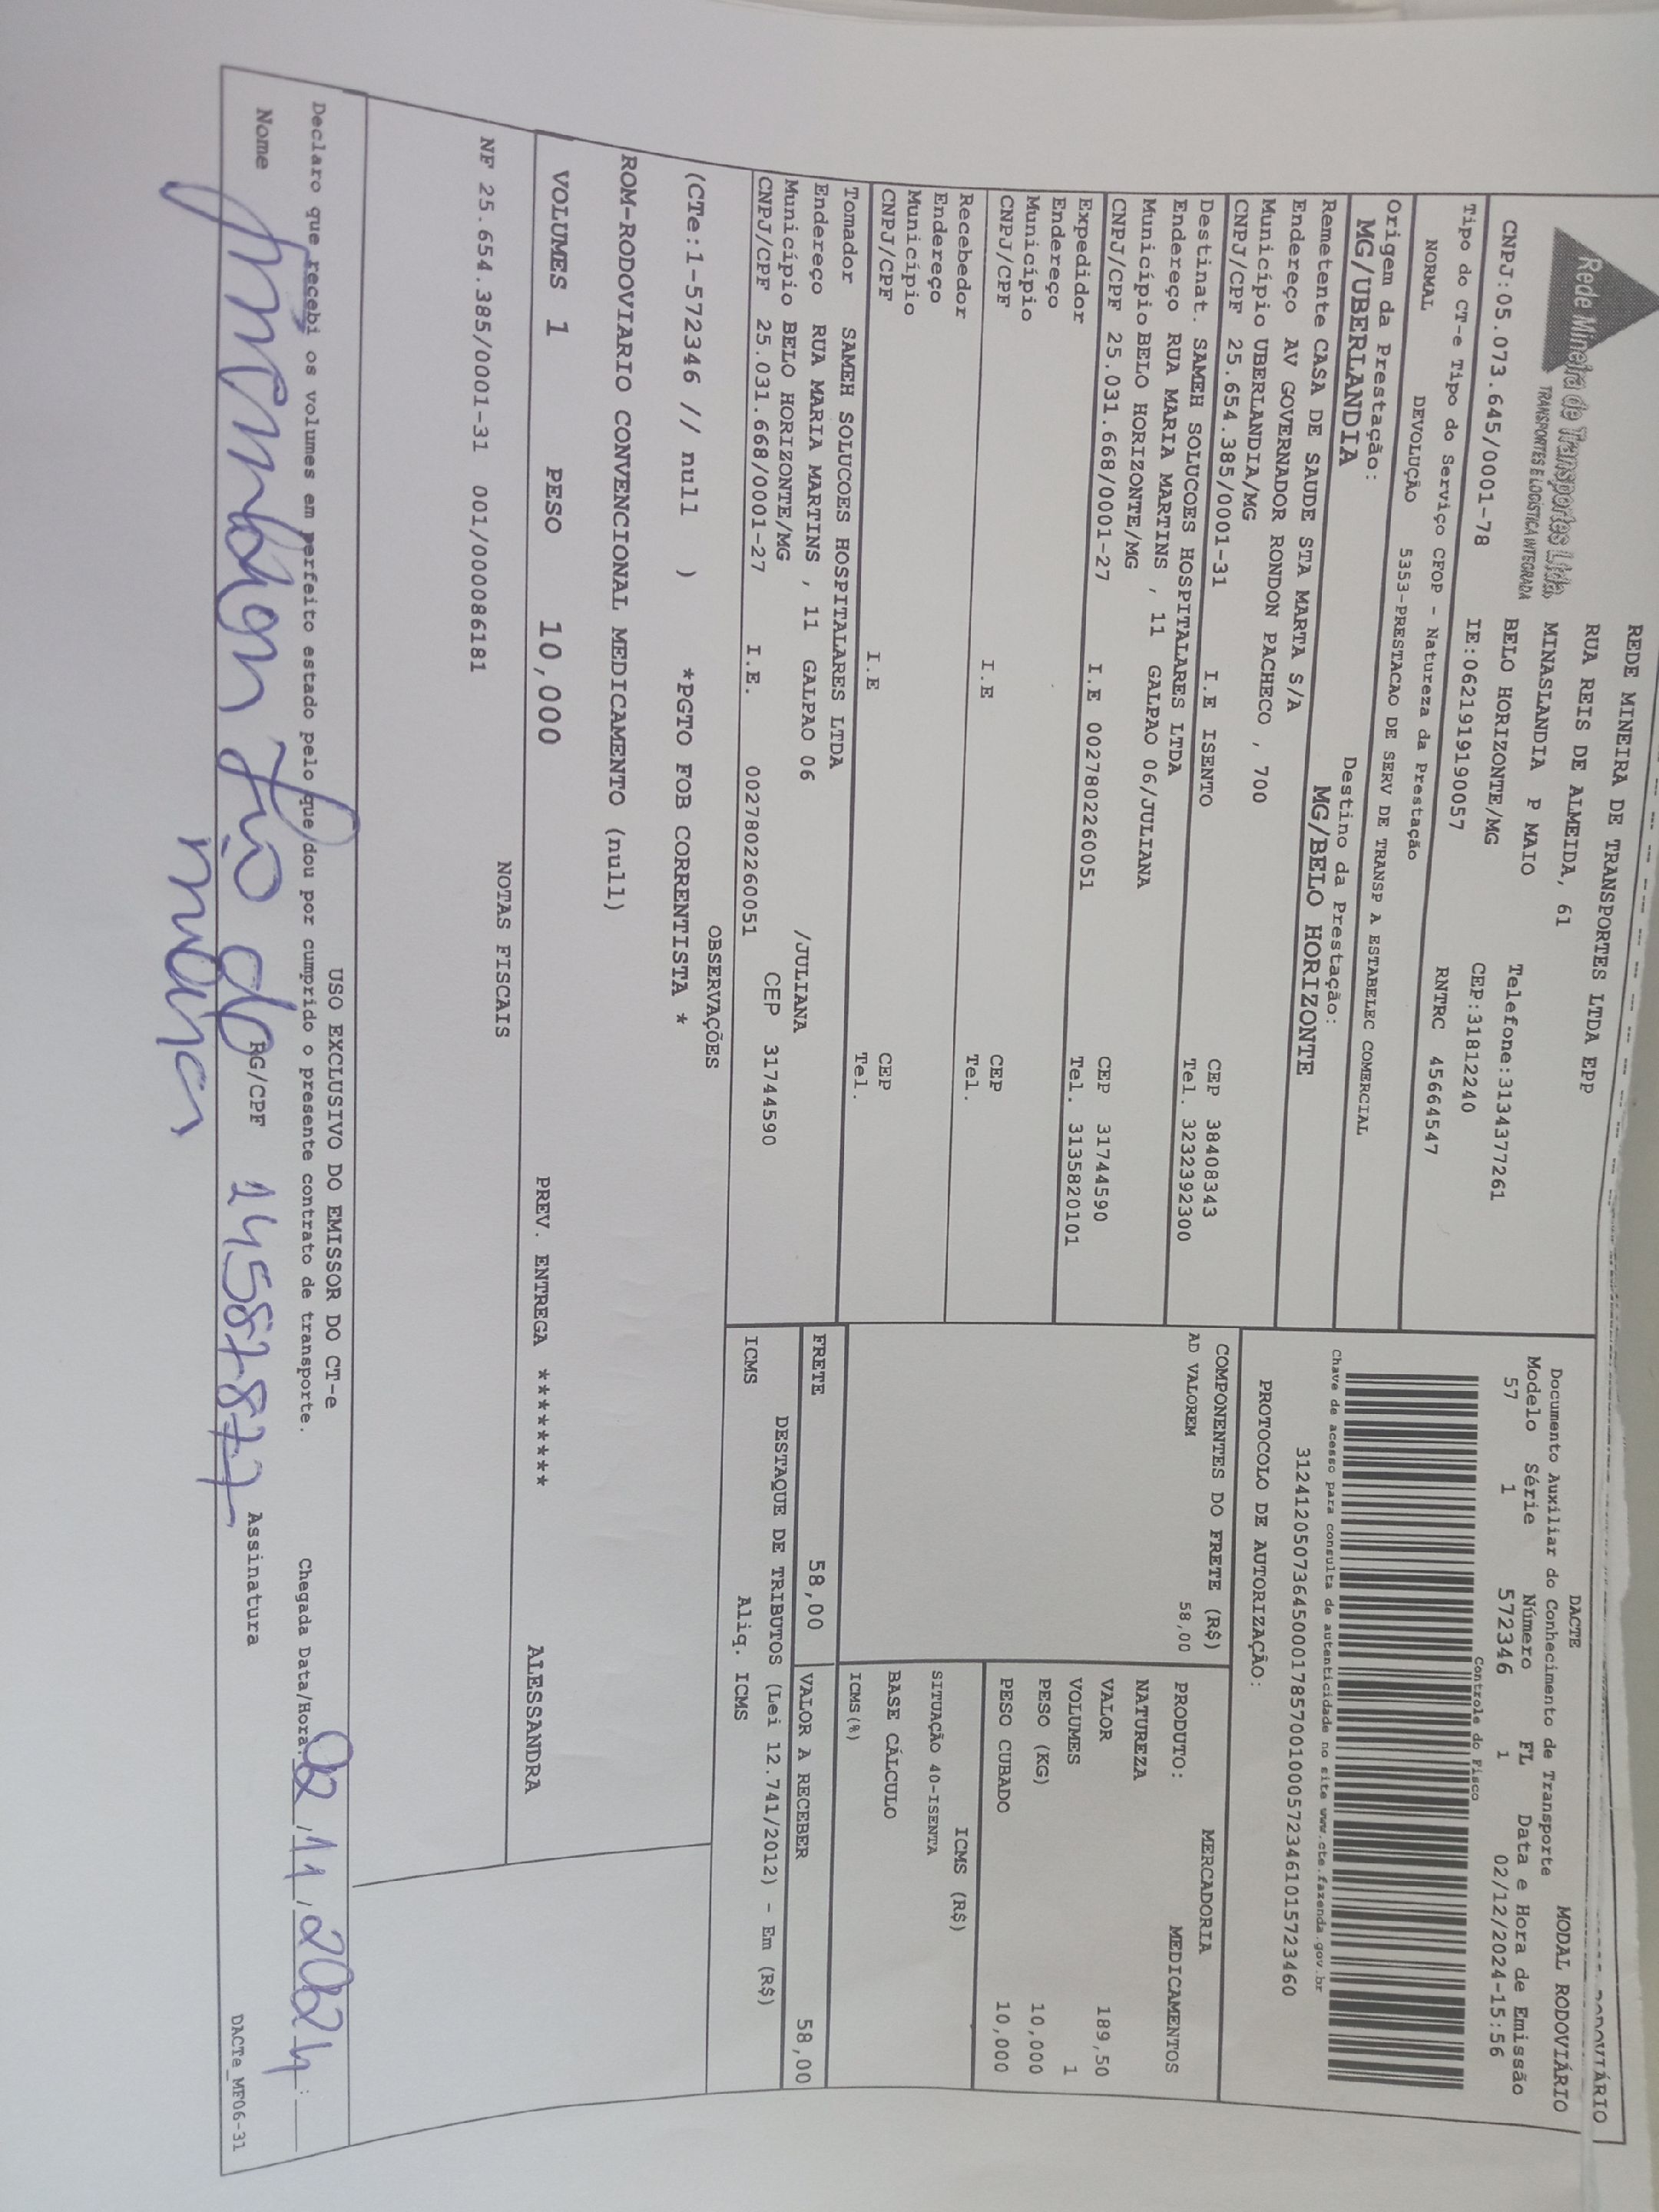 RODOVIÁRIO
Rede Mineira de Transportes Ltda
TRANSPORTES E LOGÍSTICA INTEGRADA
REDE MINEIRA DE TRANSPORTES LTDA EPP
RUA REIS DE ALMEIDA, 61
MINASLANDIA P MAIO
BELO HORIZONTE/MG
Telefone:3134377261
CNPJ:05.073.645/0001-78
IE:0621919190057
CEP:31812240
RNTRC 45664547
Tipo do CT-e Tipo do Serviço CFOP - Natureza da Prestação
NORMAL DEVOLUÇÃO 5353-PRESTACAO DE SERV DE TRANSP A ESTABELEC COMERCIAL
Origem da Prestação: Destino da Prestação:
MG/UBERLANDIA MG/BELO HORIZONTE
DACTE
Documento Auxiliar do Conhecimento de Transporte
MODAL RODOVIÁRIO
Modelo Série Número FL Data e Hora de Emissão
57 1 572346 1 02/12/2024-15:56
Controle do Fisco
Chave de acesso para consulta de autenticidade no site www.cte.fazenda.gov.br
31241205073645000178570010005723461015723460
PROTOCOLO DE AUTORIZAÇÃO:
Remetente CASA DE SAUDE STA MARTA S/A
Endereço AV GOVERNADOR RONDON PACHECO , 700
Município UBERLANDIA/MG CEP 38408343
CNPJ/CPF 25.654.385/0001-31 I.E ISENTO Tel. 3232392300
Destinat. SAMEH SOLUCOES HOSPITALARES LTDA
Endereço RUA MARIA MARTINS , 11 GALPAO 06/JULIANA
Município BELO HORIZONTE/MG CEP 31744590
CNPJ/CPF 25.031.668/0001-27 I.E 0027802260051 Tel. 3135820101
Expedidor
Endereço
Município CEP
CNPJ/CPF I.E Tel.
Recebedor
Endereço
Município CEP
CNPJ/CPF I.E Tel.
Tomador SAMEH SOLUCOES HOSPITALARES LTDA
Endereço RUA MARIA MARTINS , 11 GALPAO 06 /JULIANA
Município BELO HORIZONTE/MG CEP 31744590
CNPJ/CPF 25.031.668/0001-27 I.E. 0027802260051
COMPONENTES DO FRETE (R$)
AD VALOREM 58,00
MERCADORIA
PRODUTO: MEDICAMENTOS
NATUREZA
VALOR 189,50
VOLUMES 1
PESO (KG) 10,000
PESO CUBADO 10,000
ICMS (R$)
SITUAÇÃO 40-ISENTA
BASE CÁLCULO
ICMS(%)
FRETE 58,00 VALOR A RECEBER 58,00
DESTAQUE DE TRIBUTOS (Lei 12.741/2012) - Em (R$)
ICMS Aliq. ICMS
OBSERVAÇÕES
(CTe:1-572346 // null ) *PGTO FOB CORRENTISTA *
ROM-RODOVIARIO CONVENCIONAL MEDICAMENTO (null)
VOLUMES 1 PESO 10,000 PREV. ENTREGA ********* ALESSANDRA
NOTAS FISCAIS
NF 25.654.385/0001-31 001/000086181
USO EXCLUSIVO DO EMISSOR DO CT-e
Declaro que recebi os volumes em perfeito estado pelo que dou por cumprido o presente contrato de transporte.
Chegada Data/Hora: 02/11/2024 :
Nome RG/CPF 14587877 Assinatura
DACTe_MF06-31